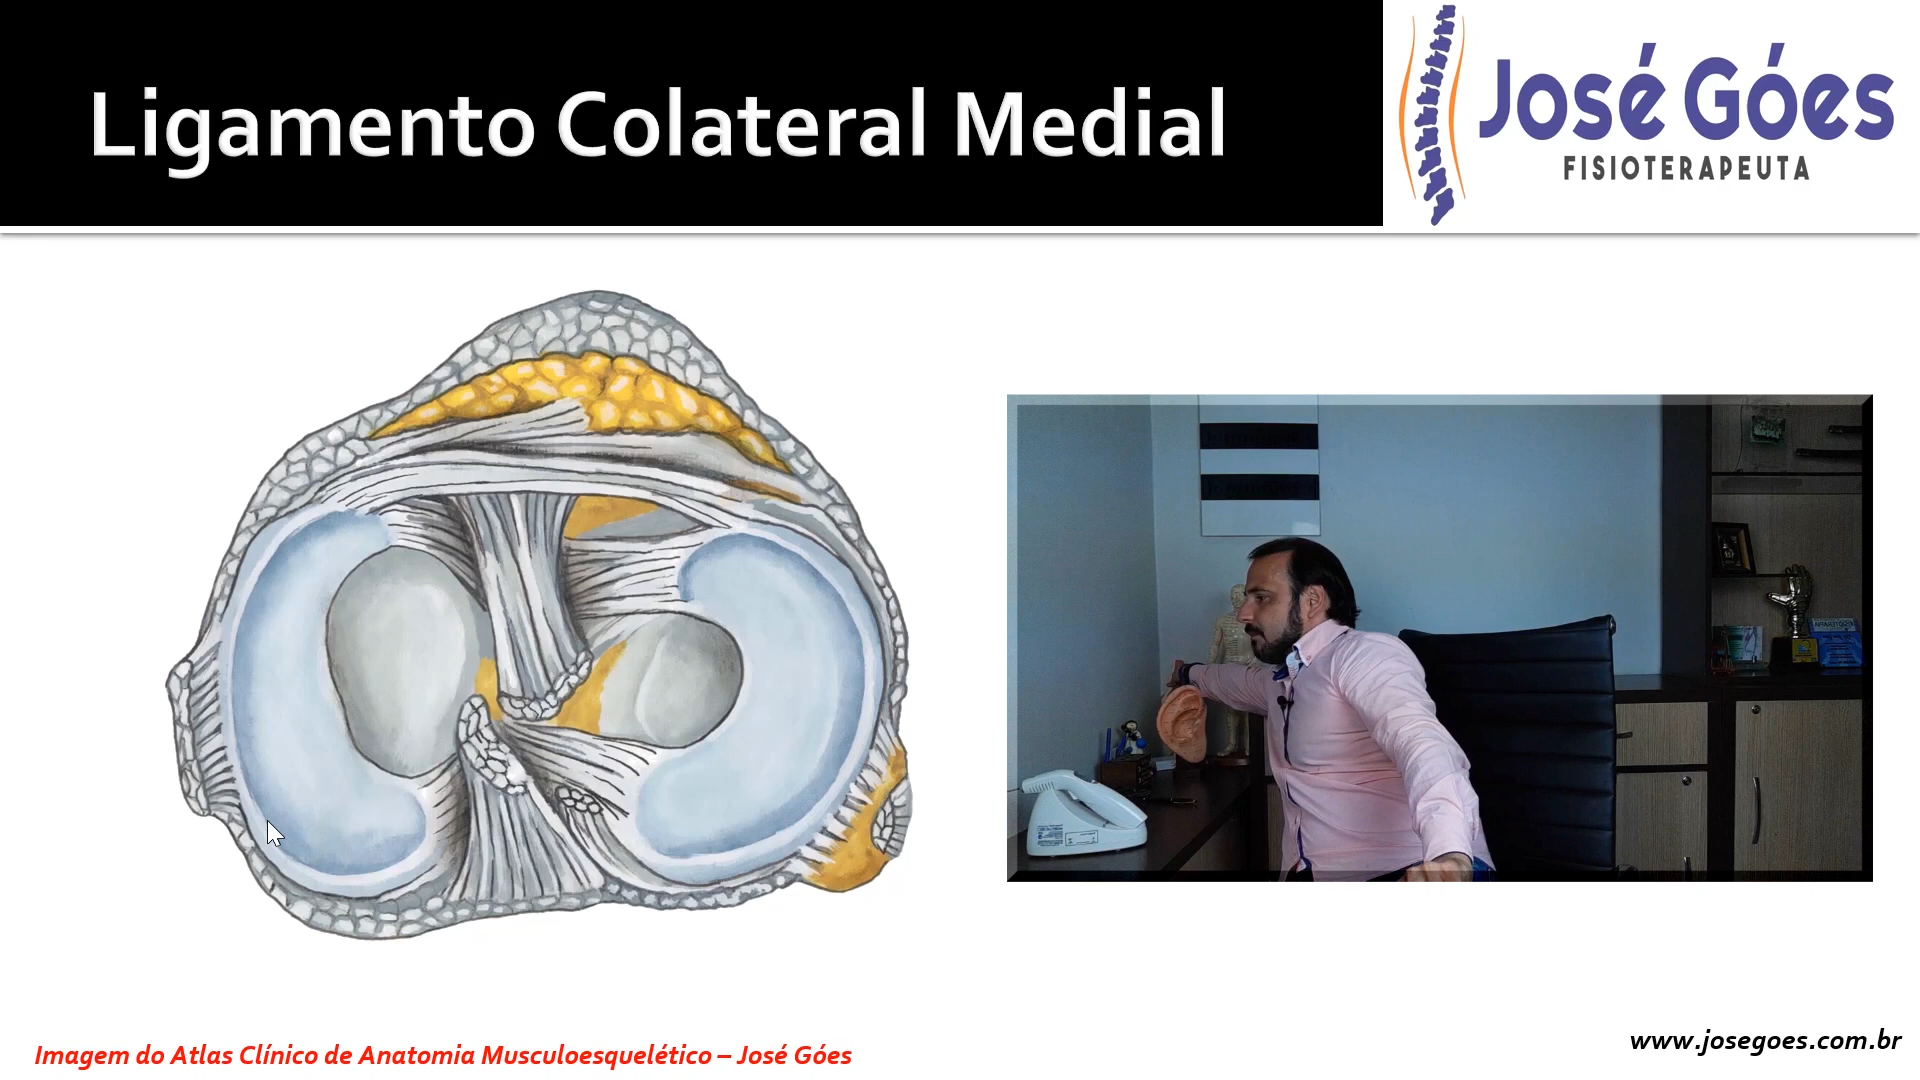 Ligamento Colateral Medial
José Góes
FISIOTERAPEUTA
Imagem do Atlas Clínico de Anatomia Musculoesquelético – José Góes
www.josegoes.com.br